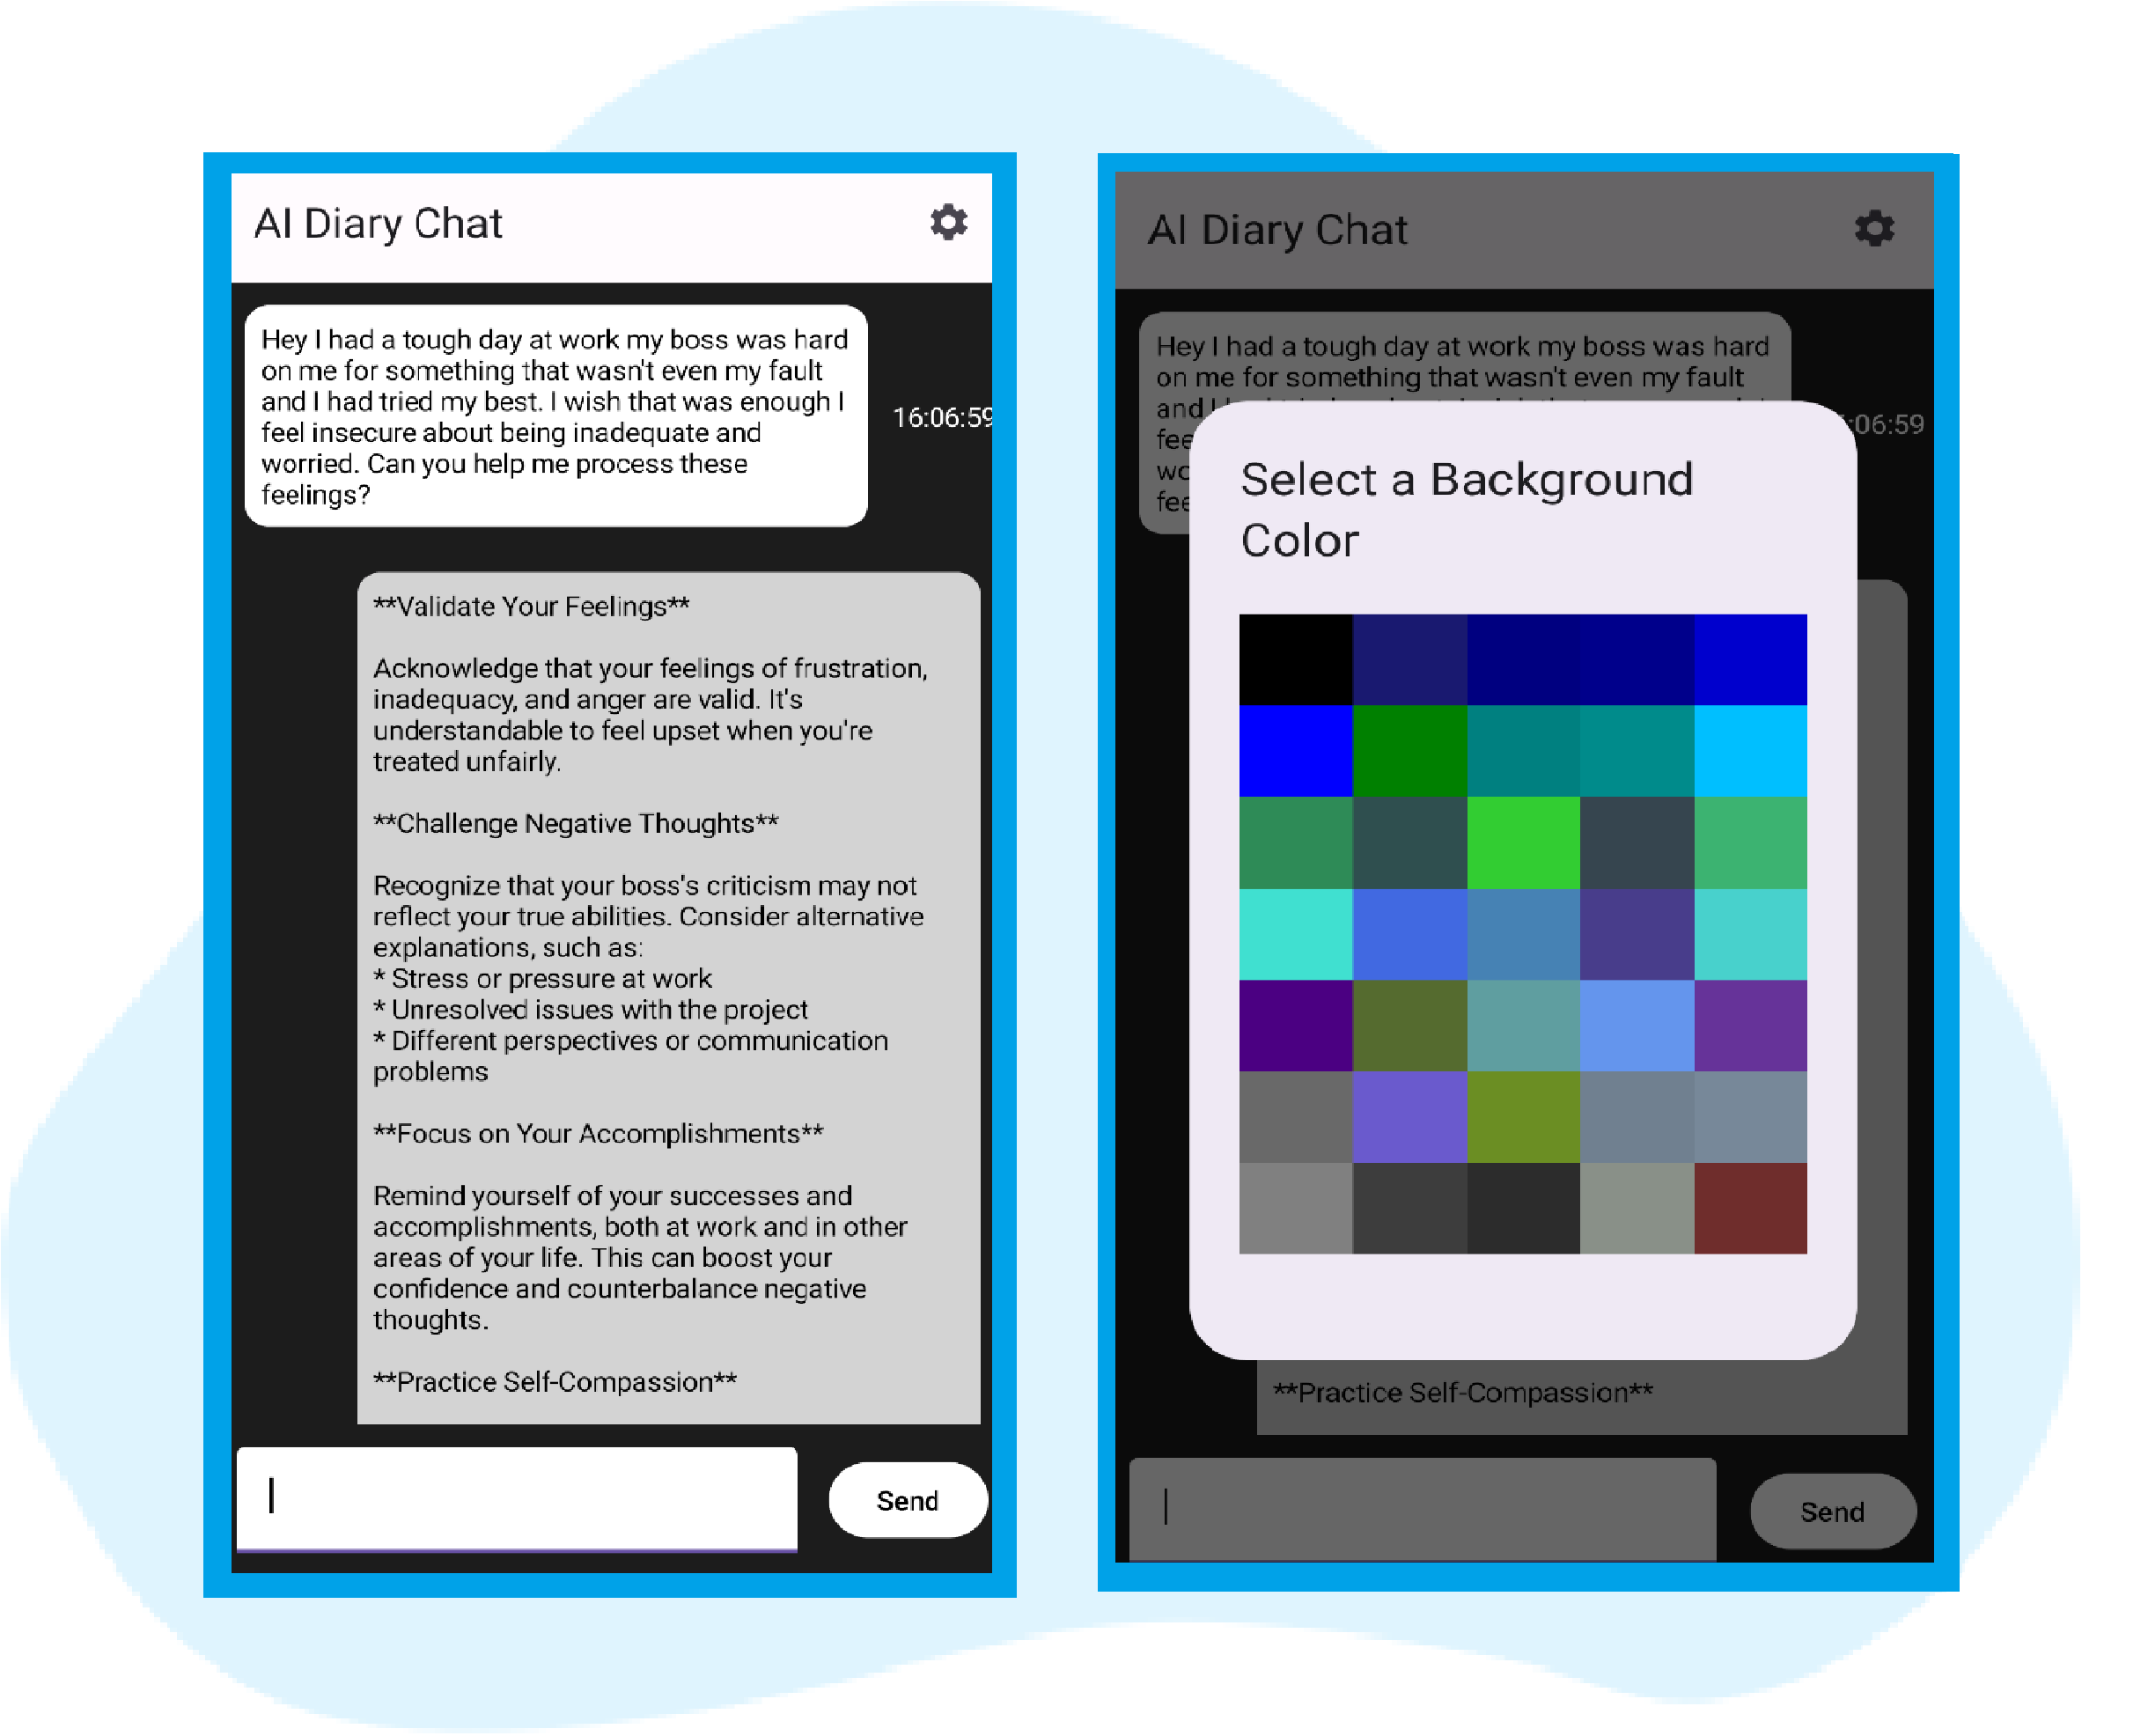 AI Diary Chat
Hey I had a tough day at work my boss was hard
on me for something that wasn't even my fault
and I had tried my best. I wish that was enough I
feel insecure about being inadequate and
worried. Can you help me process these
feelings?
16:06:59
**Validate Your Feelings**
Acknowledge that your feelings of frustration,
inadequacy, and anger are valid. It's
understandable to feel upset when you're
treated unfairly.
**Challenge Negative Thoughts**
Recognize that your boss's criticism may not
reflect your true abilities. Consider alternative
explanations, such as:
* Stress or pressure at work
* Unresolved issues with the project
* Different perspectives or communication
problems
**Focus on Your Accomplishments**
Remind yourself of your successes and
accomplishments, both at work and in other
areas of your life. This can boost your
confidence and counterbalance negative
thoughts.
**Practice Self-Compassion**
Send
AI Diary Chat
Hey I had a tough day at work my boss was hard
on me for something that wasn't even my fault
and
:06:59
fee
wo
fee
Select a Background
Color
**Practice Self-Compassion**
Send